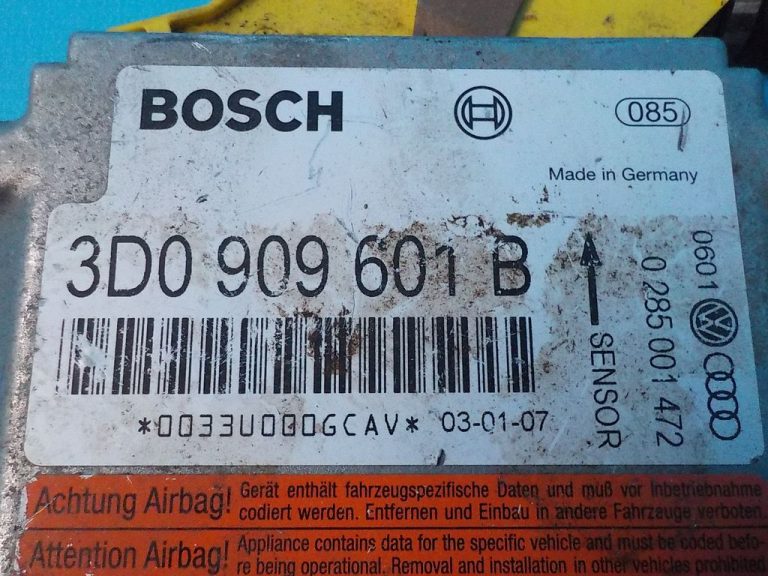 BOSCH
085
Made in Germany
3D0 909 601 B
SENSOR
0 285 001 472
0601
*0033U000GCAV* 03-01-07
Achtung Airbag! Gerät enthält fahrzeugspezifische Daten und muß vor Inbetriebnahme
codiert werden. Entfernen und Einbau in andere Fahrzeuge verboten.
Attention Airbag! Appliance contains data for the specific vehicle and must be coded befo-
re being operational. Removal and installation in other vehicles prohibited